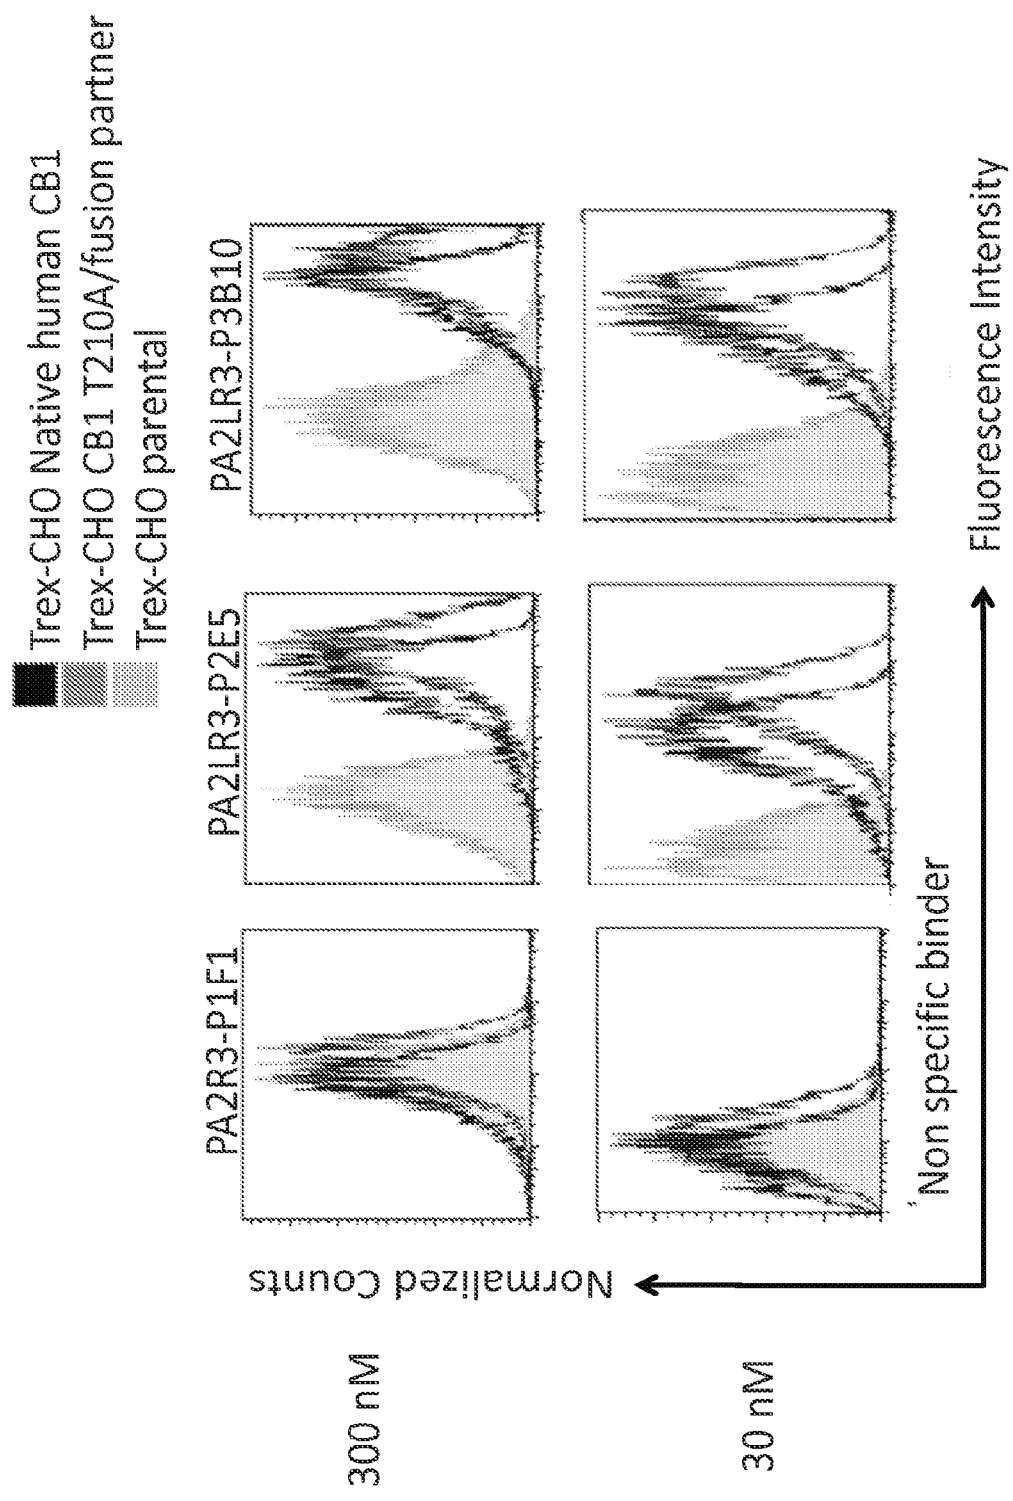 Trex-CHO Native human CB1
Trex-CHO CB1 T210A/fusion partner
Trex-CHO parental
PA2R3-P1F1
PA2LR3-P2E5
PA2LR3-P3B10
300 nM
30 nM
Normalized Counts
Non specific binder
Fluorescence Intensity